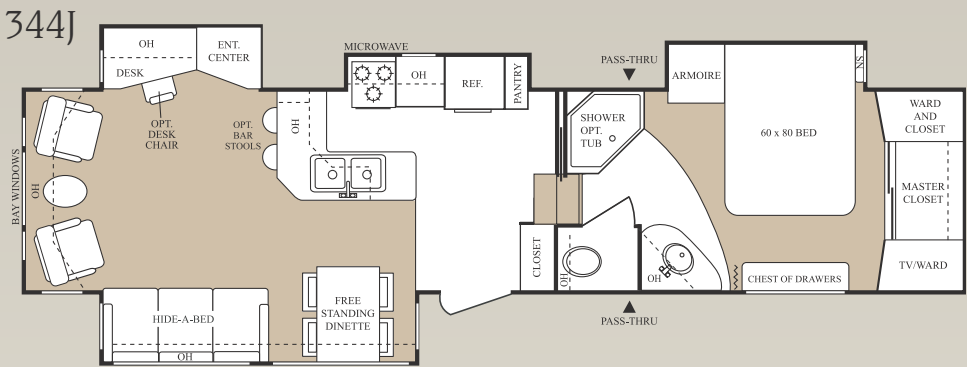 344J
OH
DESK
ENT.
CENTER
OPT.
DESK
CHAIR
MICROWAVE
OH
REF.
PANTRY
OPT.
BAR
STOOLS
OH
BAY WINDOWS
OH
HIDE-A-BED
OH
FREE
STANDING
DINETTE
CLOSET
PASS-THRU
SHOWER
OPT.
TUB
OH
OH
PASS-THRU
ARMOIRE
60 x 80 BED
NS
WARD
AND
CLOSET
MASTER
CLOSET
TV/WARD
CHEST OF DRAWERS